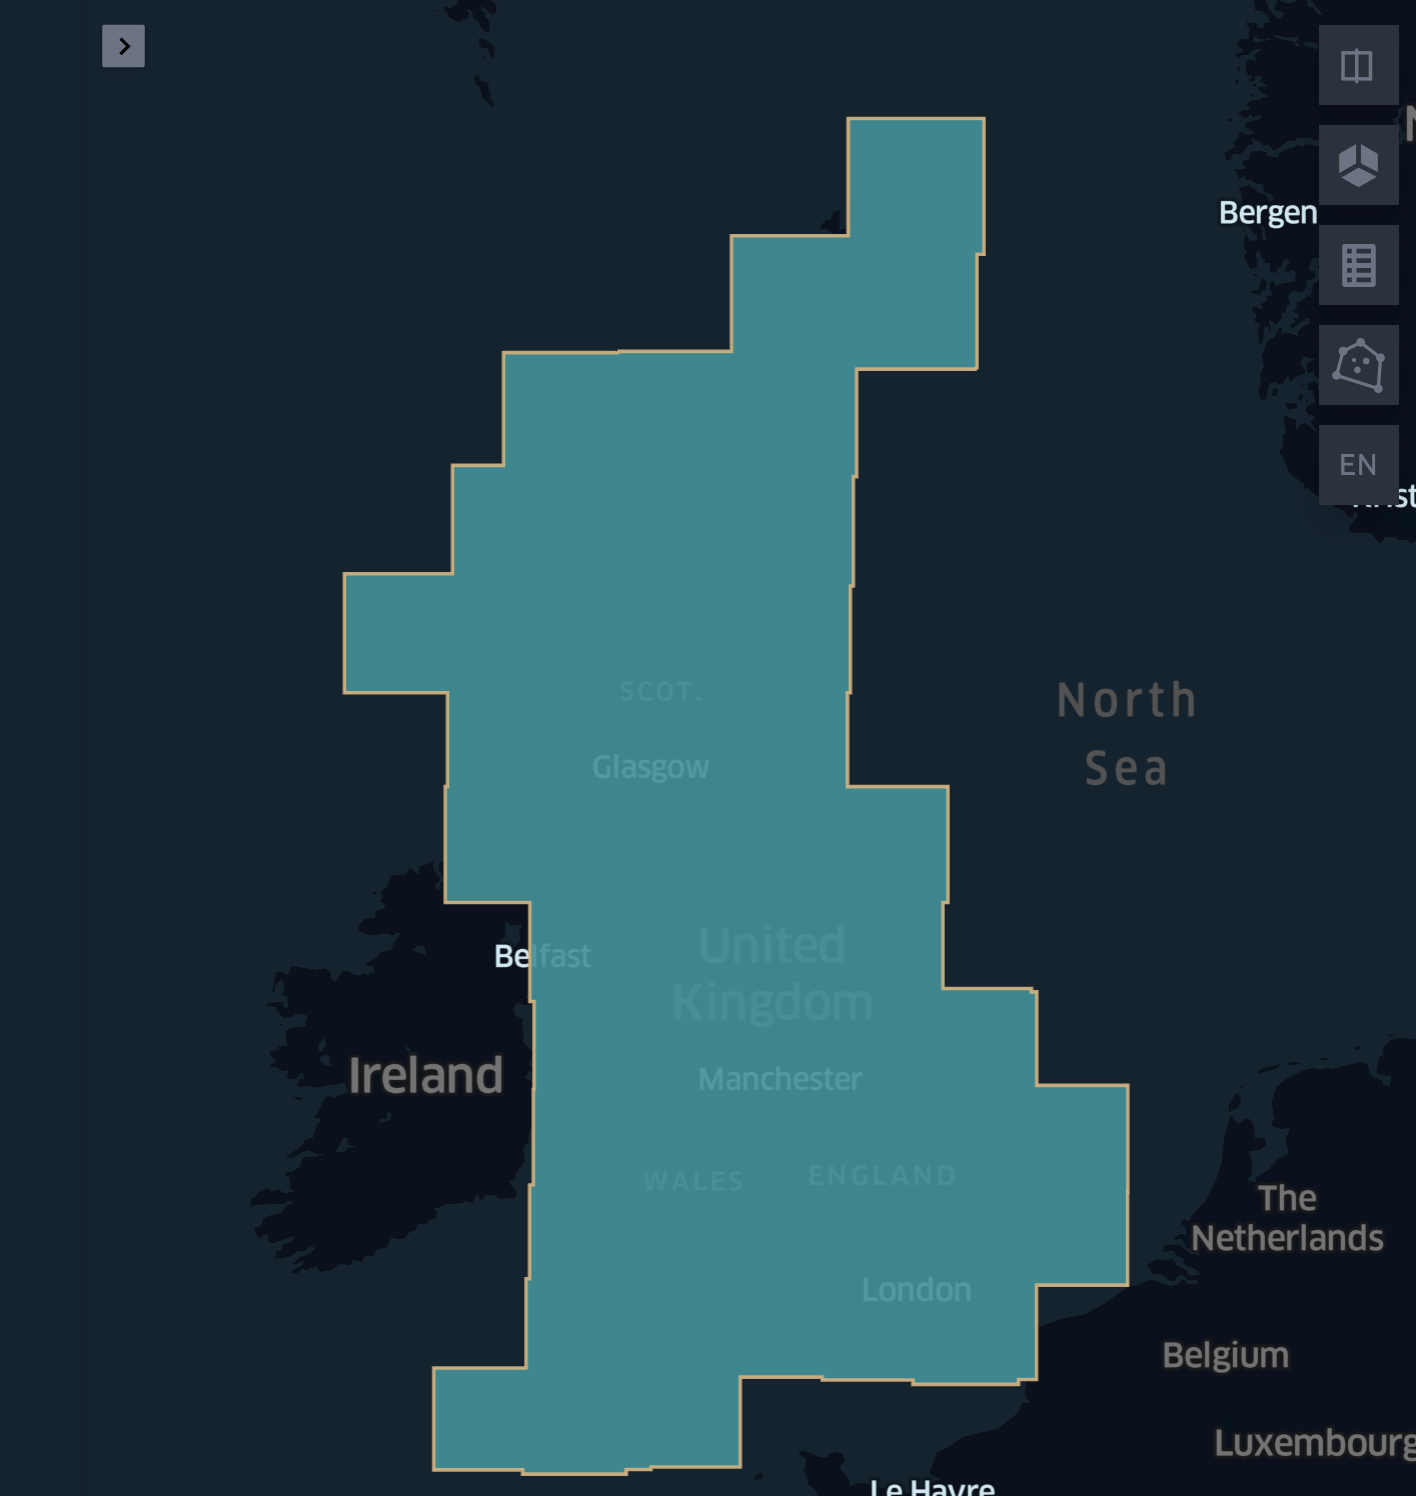 Bergen
EN
North
Sea
SCOT.
Glasgow
United
Kingdom
Belfast
Ireland
Manchester
WALES
ENGLAND
The
Netherlands
London
Belgium
Luxembourg
Le Havre